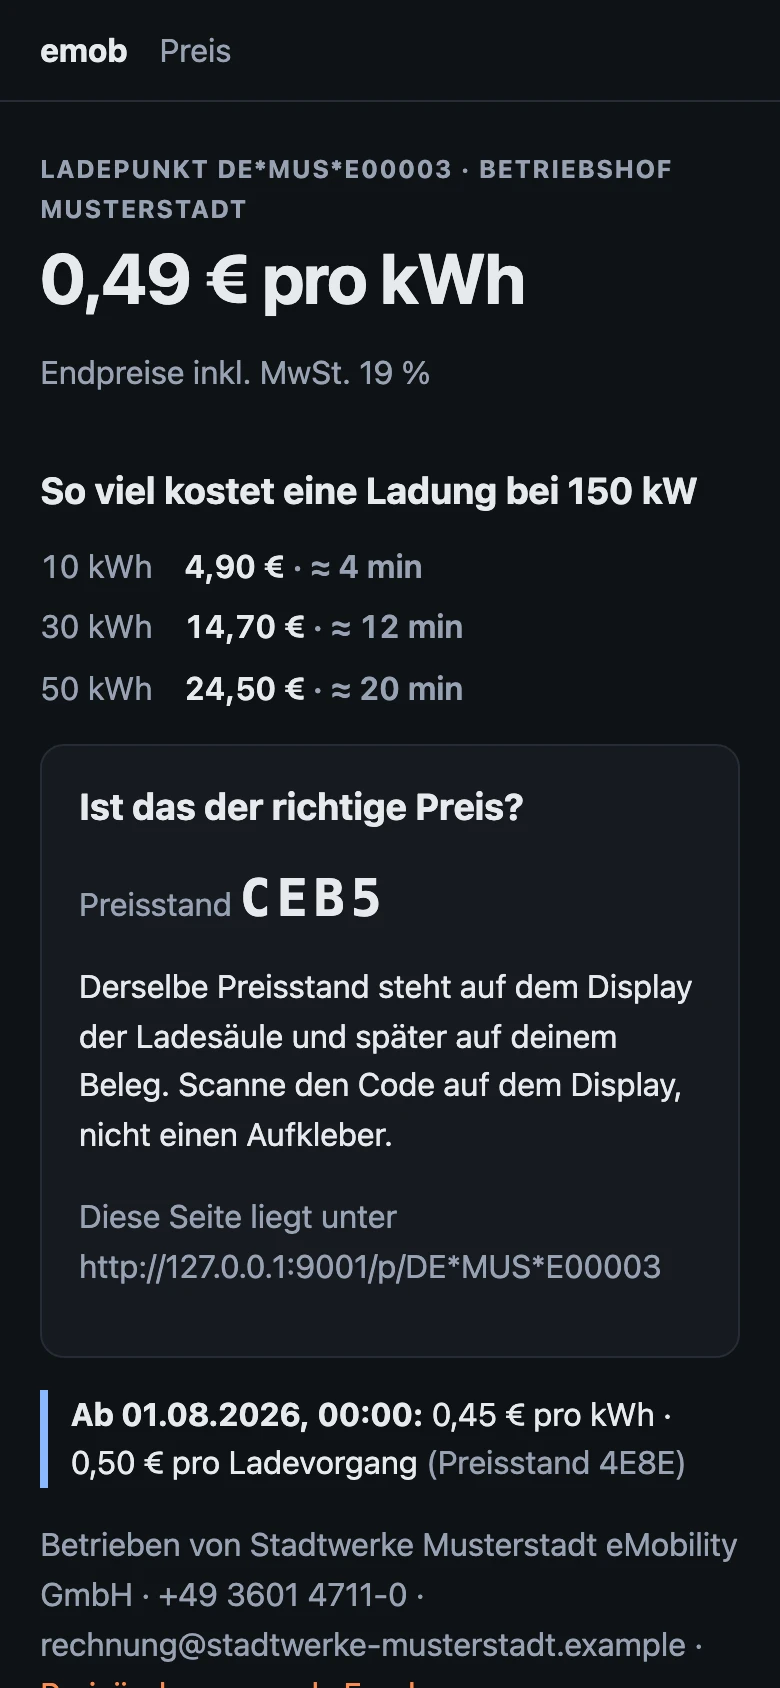 emob Preis
LADEPUNKT DE*MUS*E00003 · BETRIEBSHOF
MUSTERSTADT
0,49 € pro kWh
Endpreise inkl. MwSt. 19 %
So viel kostet eine Ladung bei 150 kW
10 kWh 4,90 € · ≈ 4 min
30 kWh 14,70 € · ≈ 12 min
50 kWh 24,50 € · ≈ 20 min
Ist das der richtige Preis?
Preisstand CEB5
Derselbe Preisstand steht auf dem Display
der Ladesäule und später auf deinem
Beleg. Scanne den Code auf dem Display,
nicht einen Aufkleber.
Diese Seite liegt unter
http://127.0.0.1:9001/p/DE*MUS*E00003
Ab 01.08.2026, 00:00: 0,45 € pro kWh ·
0,50 € pro Ladevorgang (Preisstand 4E8E)
Betrieben von Stadtwerke Musterstadt eMobility
GmbH · +49 3601 4711-0 ·
rechnung@stadtwerke-musterstadt.example ·